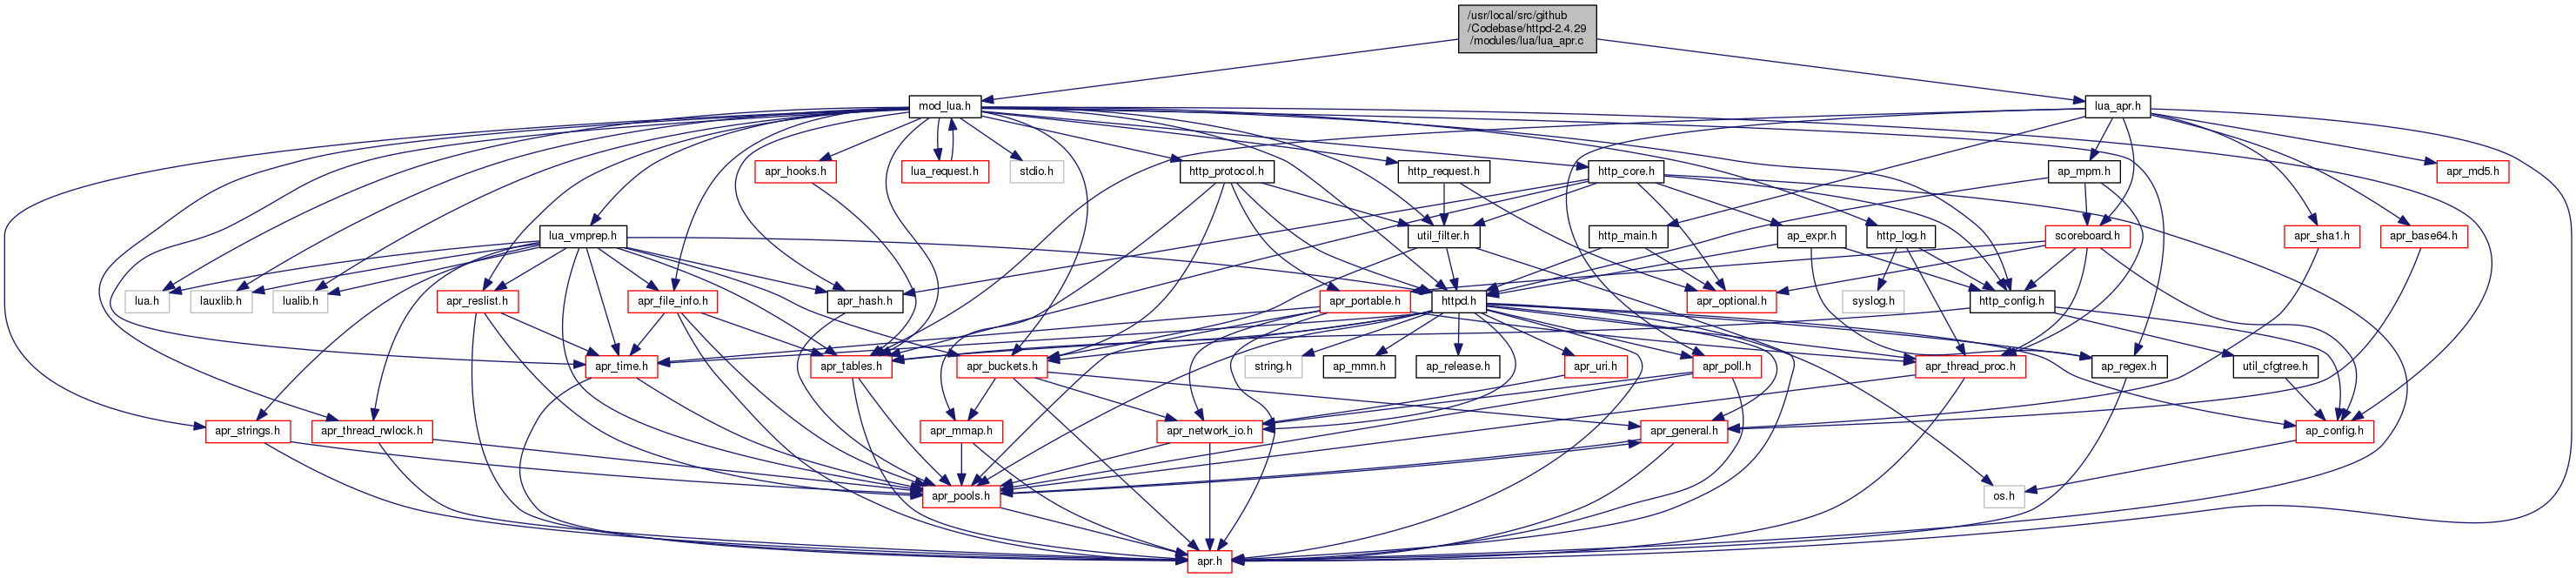 /usr/local/src/github
/Codebase/httpd-2.4.29
/modules/lua/lua_apr.c
mod_lua.h
lua_apr.h
apr_hooks.h
lua_request.h
stdio.h
http_protocol.h
http_request.h
http_core.h
ap_mpm.h
apr_md5.h
lua_vmprep.h
util_filter.h
http_main.h
ap_expr.h
http_log.h
scoreboard.h
apr_sha1.h
apr_base64.h
lua.h
lauxlib.h
lualib.h
apr_reslist.h
apr_file_info.h
apr_hash.h
apr_portable.h
httpd.h
apr_optional.h
syslog.h
http_config.h
apr_time.h
apr_tables.h
apr_buckets.h
string.h
ap_mmn.h
ap_release.h
apr_uri.h
apr_poll.h
apr_thread_proc.h
ap_regex.h
util_cfgtree.h
apr_strings.h
apr_thread_rwlock.h
apr_mmap.h
apr_network_io.h
apr_general.h
ap_config.h
apr_pools.h
os.h
apr.h